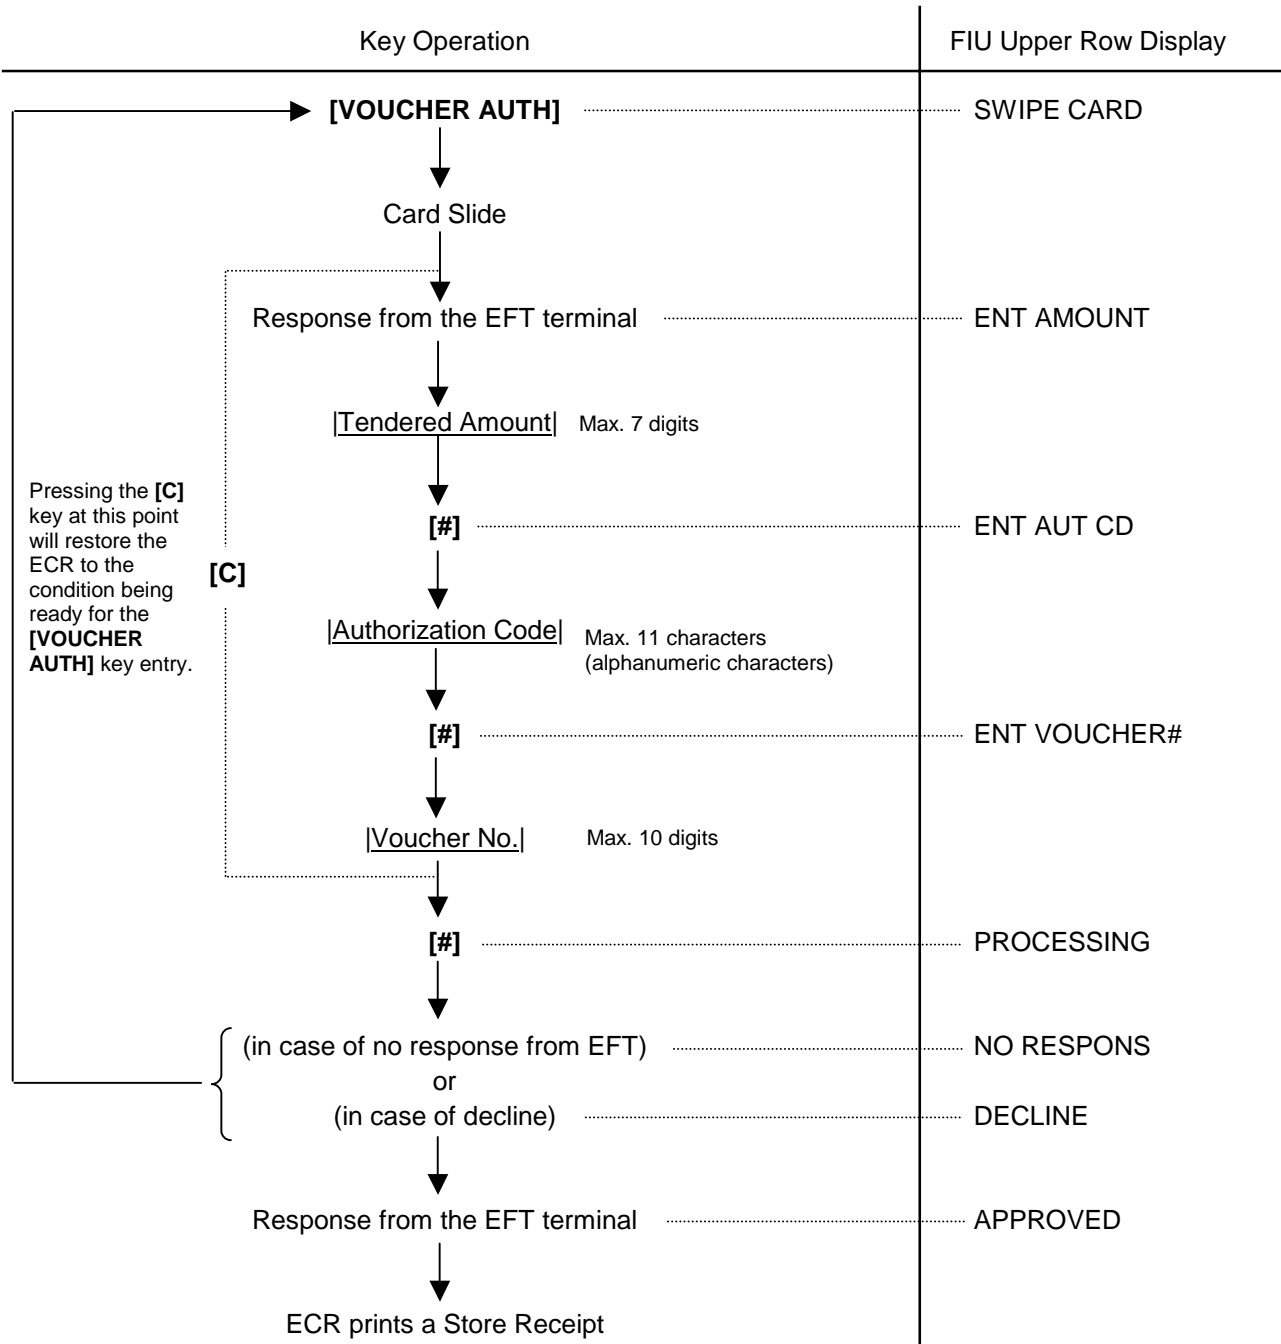 Key Operation
FIU Upper Row Display
[VOUCHER AUTH]
SWIPE CARD
Card Slide
Response from the EFT terminal
ENT AMOUNT
|Tendered Amount|
Max. 7 digits
Pressing the [C]
key at this point
will restore the
ECR to the
condition being
ready for the
[VOUCHER
AUTH] key entry.
[C]
[#]
ENT AUT CD
|Authorization Code|
Max. 11 characters
(alphanumeric characters)
[#]
ENT VOUCHER#
|Voucher No.|
Max. 10 digits
[#]
PROCESSING
(in case of no response from EFT)
NO RESPONS
or
(in case of decline)
DECLINE
Response from the EFT terminal
APPROVED
ECR prints a Store Receipt